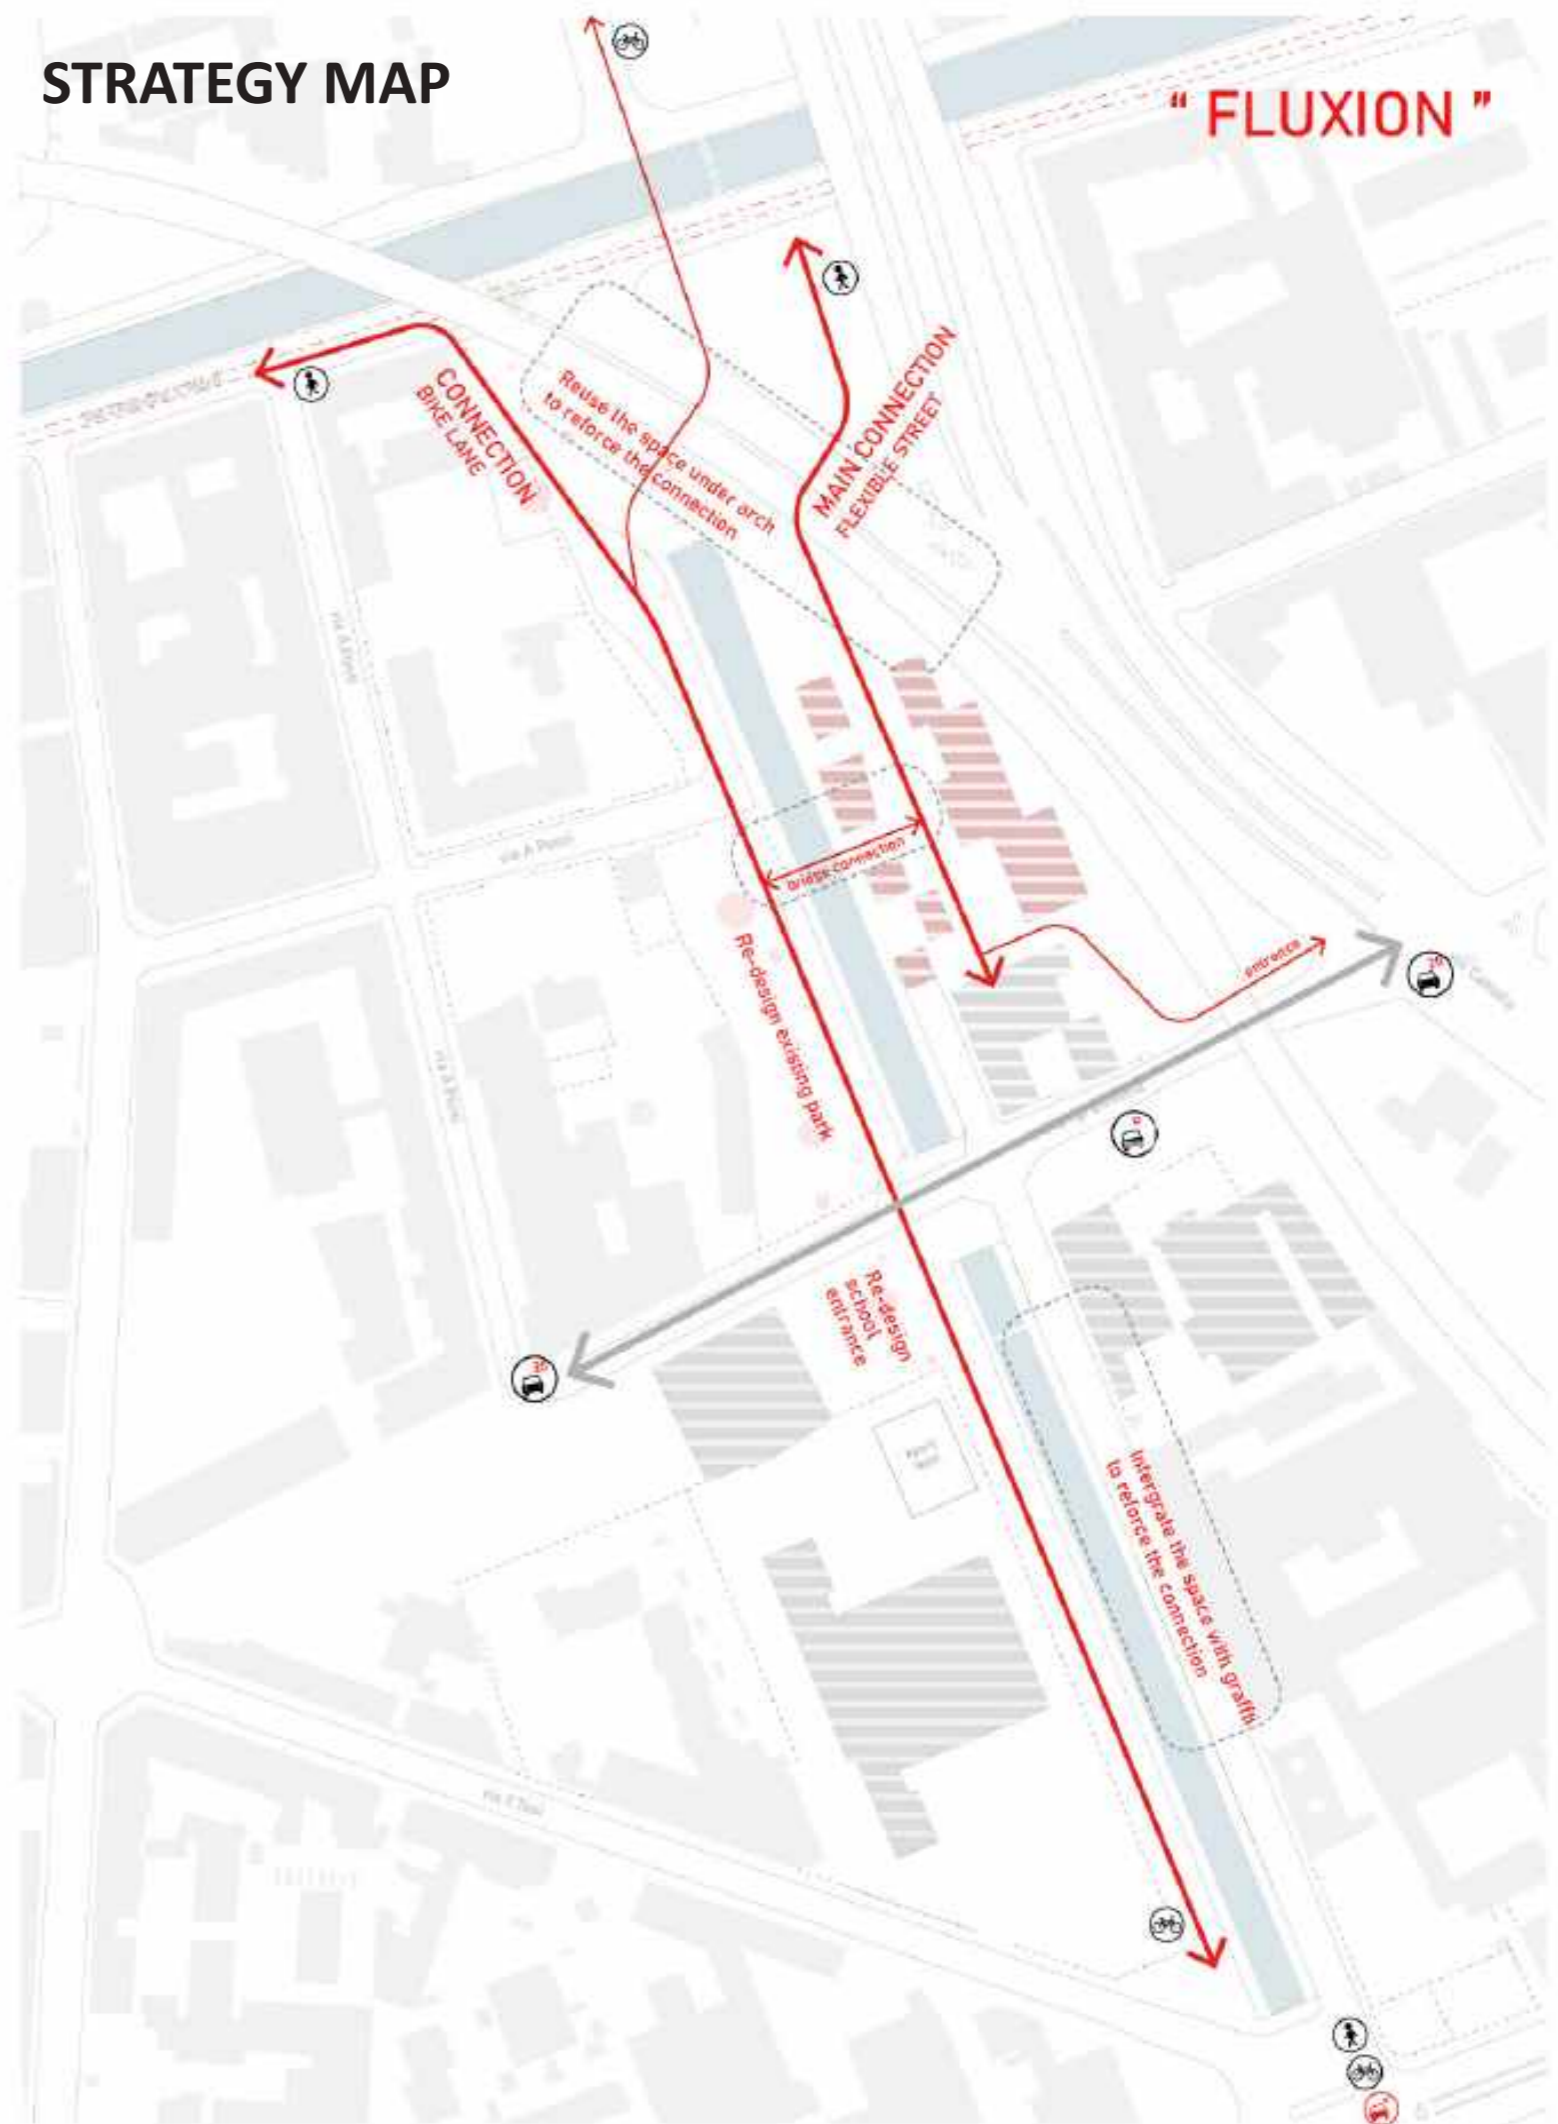 STRATEGY MAP
“ FLUXION ”
CONNECTION
BIKE LANE
Reuse the space under arch
to reforce the connection
MAIN CONNECTION
FLEXIBLE STREET
bridge connection
Re-design existing park
entrance
Re-design
school
entrance
Intergrate the space with graffiti
to reforce the connection